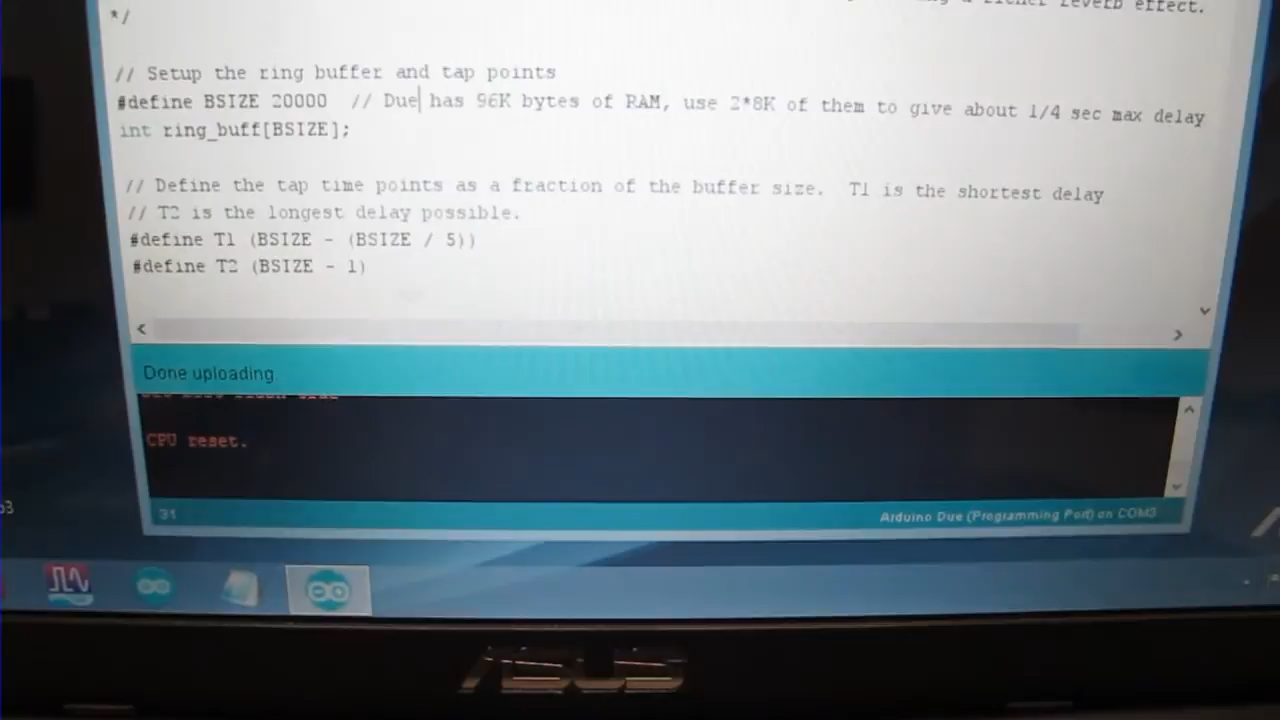 reverb effect.
*/
// Setup the ring buffer and tap points
#define BSIZE 20000  // Due has 96K bytes of RAM, use 2*8K of them to give about 1/4 sec max delay
int ring_buff[BSIZE];
// Define the tap time points as a fraction of the buffer size.  T1 is the shortest delay
// T2 is the longest delay possible.
#define T1 (BSIZE - (BSIZE / 5))
#define T2 (BSIZE - 1)
Done uploading.
CPU reset.
31
Arduino Due (Programming Port) on COM3
ASUS